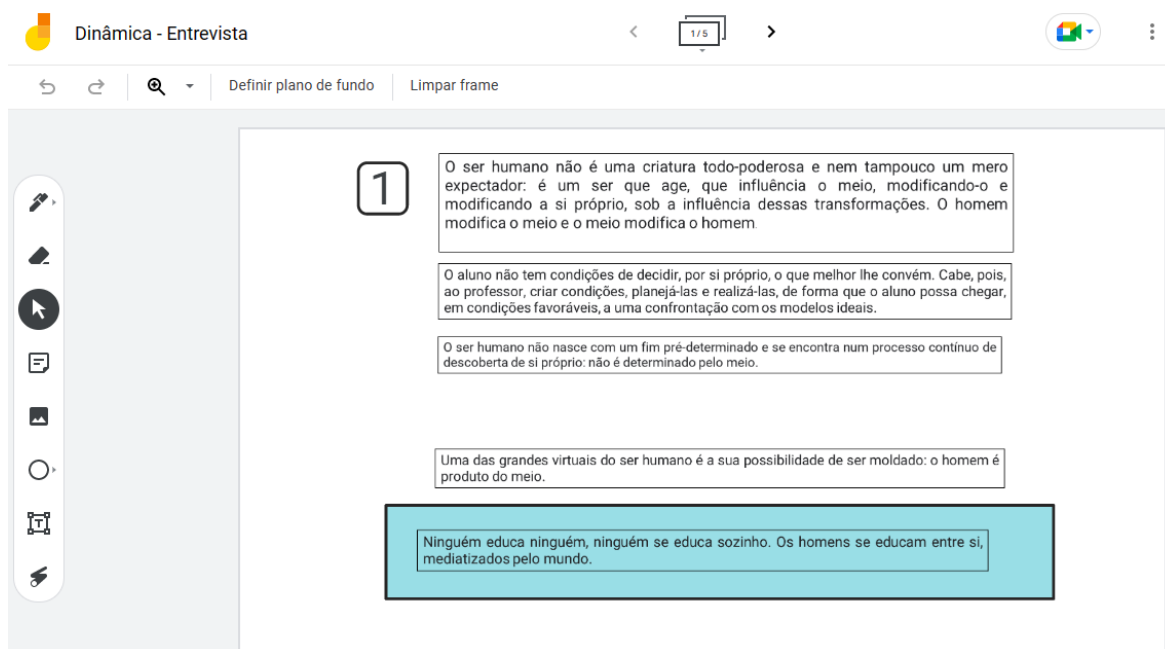 Dinâmica - Entrevista
1/5
Definir plano de fundo
Limpar frame
1
O ser humano não é uma criatura todo-poderosa e nem tampouco um mero
expectador: é um ser que age, que influência o meio, modificando-o e
modificando a si próprio, sob a influência dessas transformações. O homem
modifica o meio e o meio modifica o homem.
O aluno não tem condições de decidir, por si próprio, o que melhor lhe convém. Cabe, pois,
ao professor, criar condições, planejá-las e realizá-las, de forma que o aluno possa chegar,
em condições favoráveis, a uma confrontação com os modelos ideais.
O ser humano não nasce com um fim pré-determinado e se encontra num processo contínuo de
descoberta de si próprio: não é determinado pelo meio.
Uma das grandes virtuais do ser humano é a sua possibilidade de ser moldado: o homem é
produto do meio.
Ninguém educa ninguém, ninguém se educa sozinho. Os homens se educam entre si,
mediatizados pelo mundo.